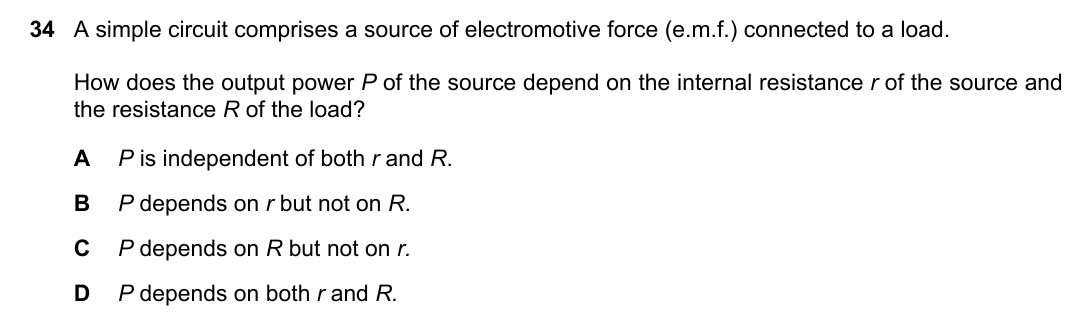 34 A simple circuit comprises a source of electromotive force (e.m.f.) connected to a load.
How does the output power P of the source depend on the internal resistance r of the source and
the resistance R of the load?
A P is independent of both r and R.
B P depends on r but not on R.
C P depends on R but not on r.
D P depends on both r and R.